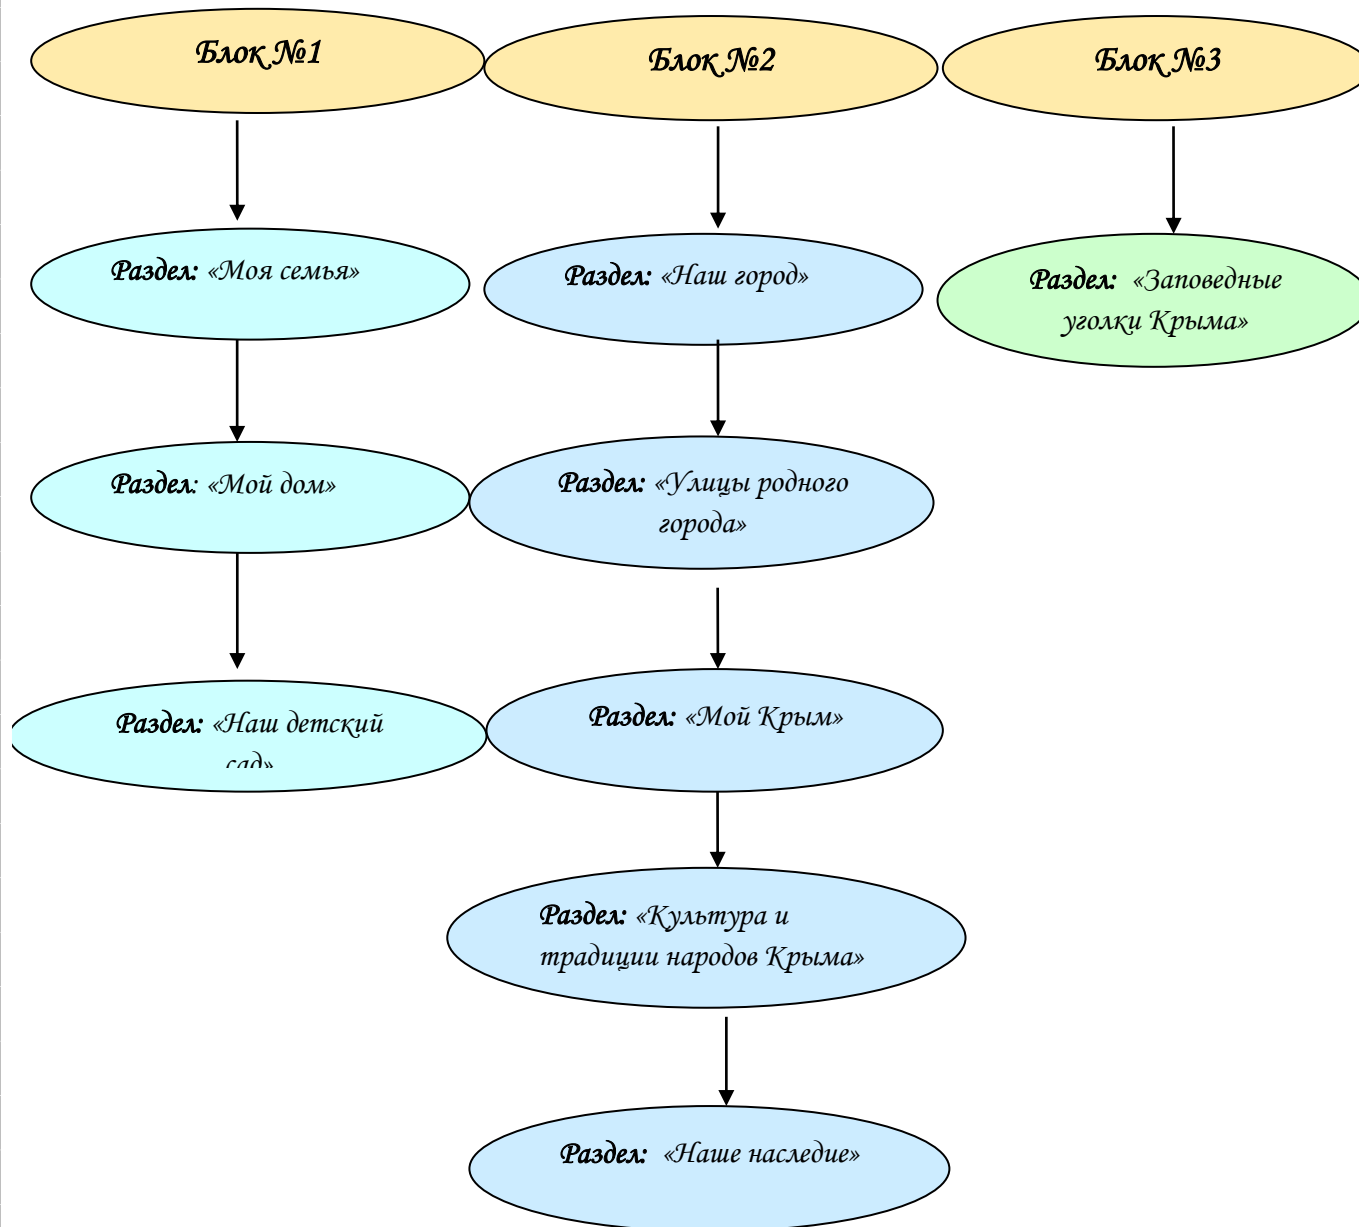 Блок №1
Раздел: «Моя семья»
Раздел: «Мой дом»
Раздел: «Наш детский
сад»
Блок №2
Раздел: «Наш город»
Раздел: «Улицы родного
города»
Раздел: «Мой Крым»
Раздел: «Культура и
традиции народов Крыма»
Раздел: «Наше наследие»
Блок №3
Раздел: «Заповедные
уголки Крыма»